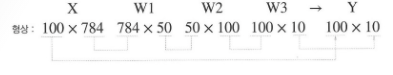 X W1 W2 W3 → Y
형상 : 100 × 784 784 × 50 50 × 100 100 × 10 100 × 10